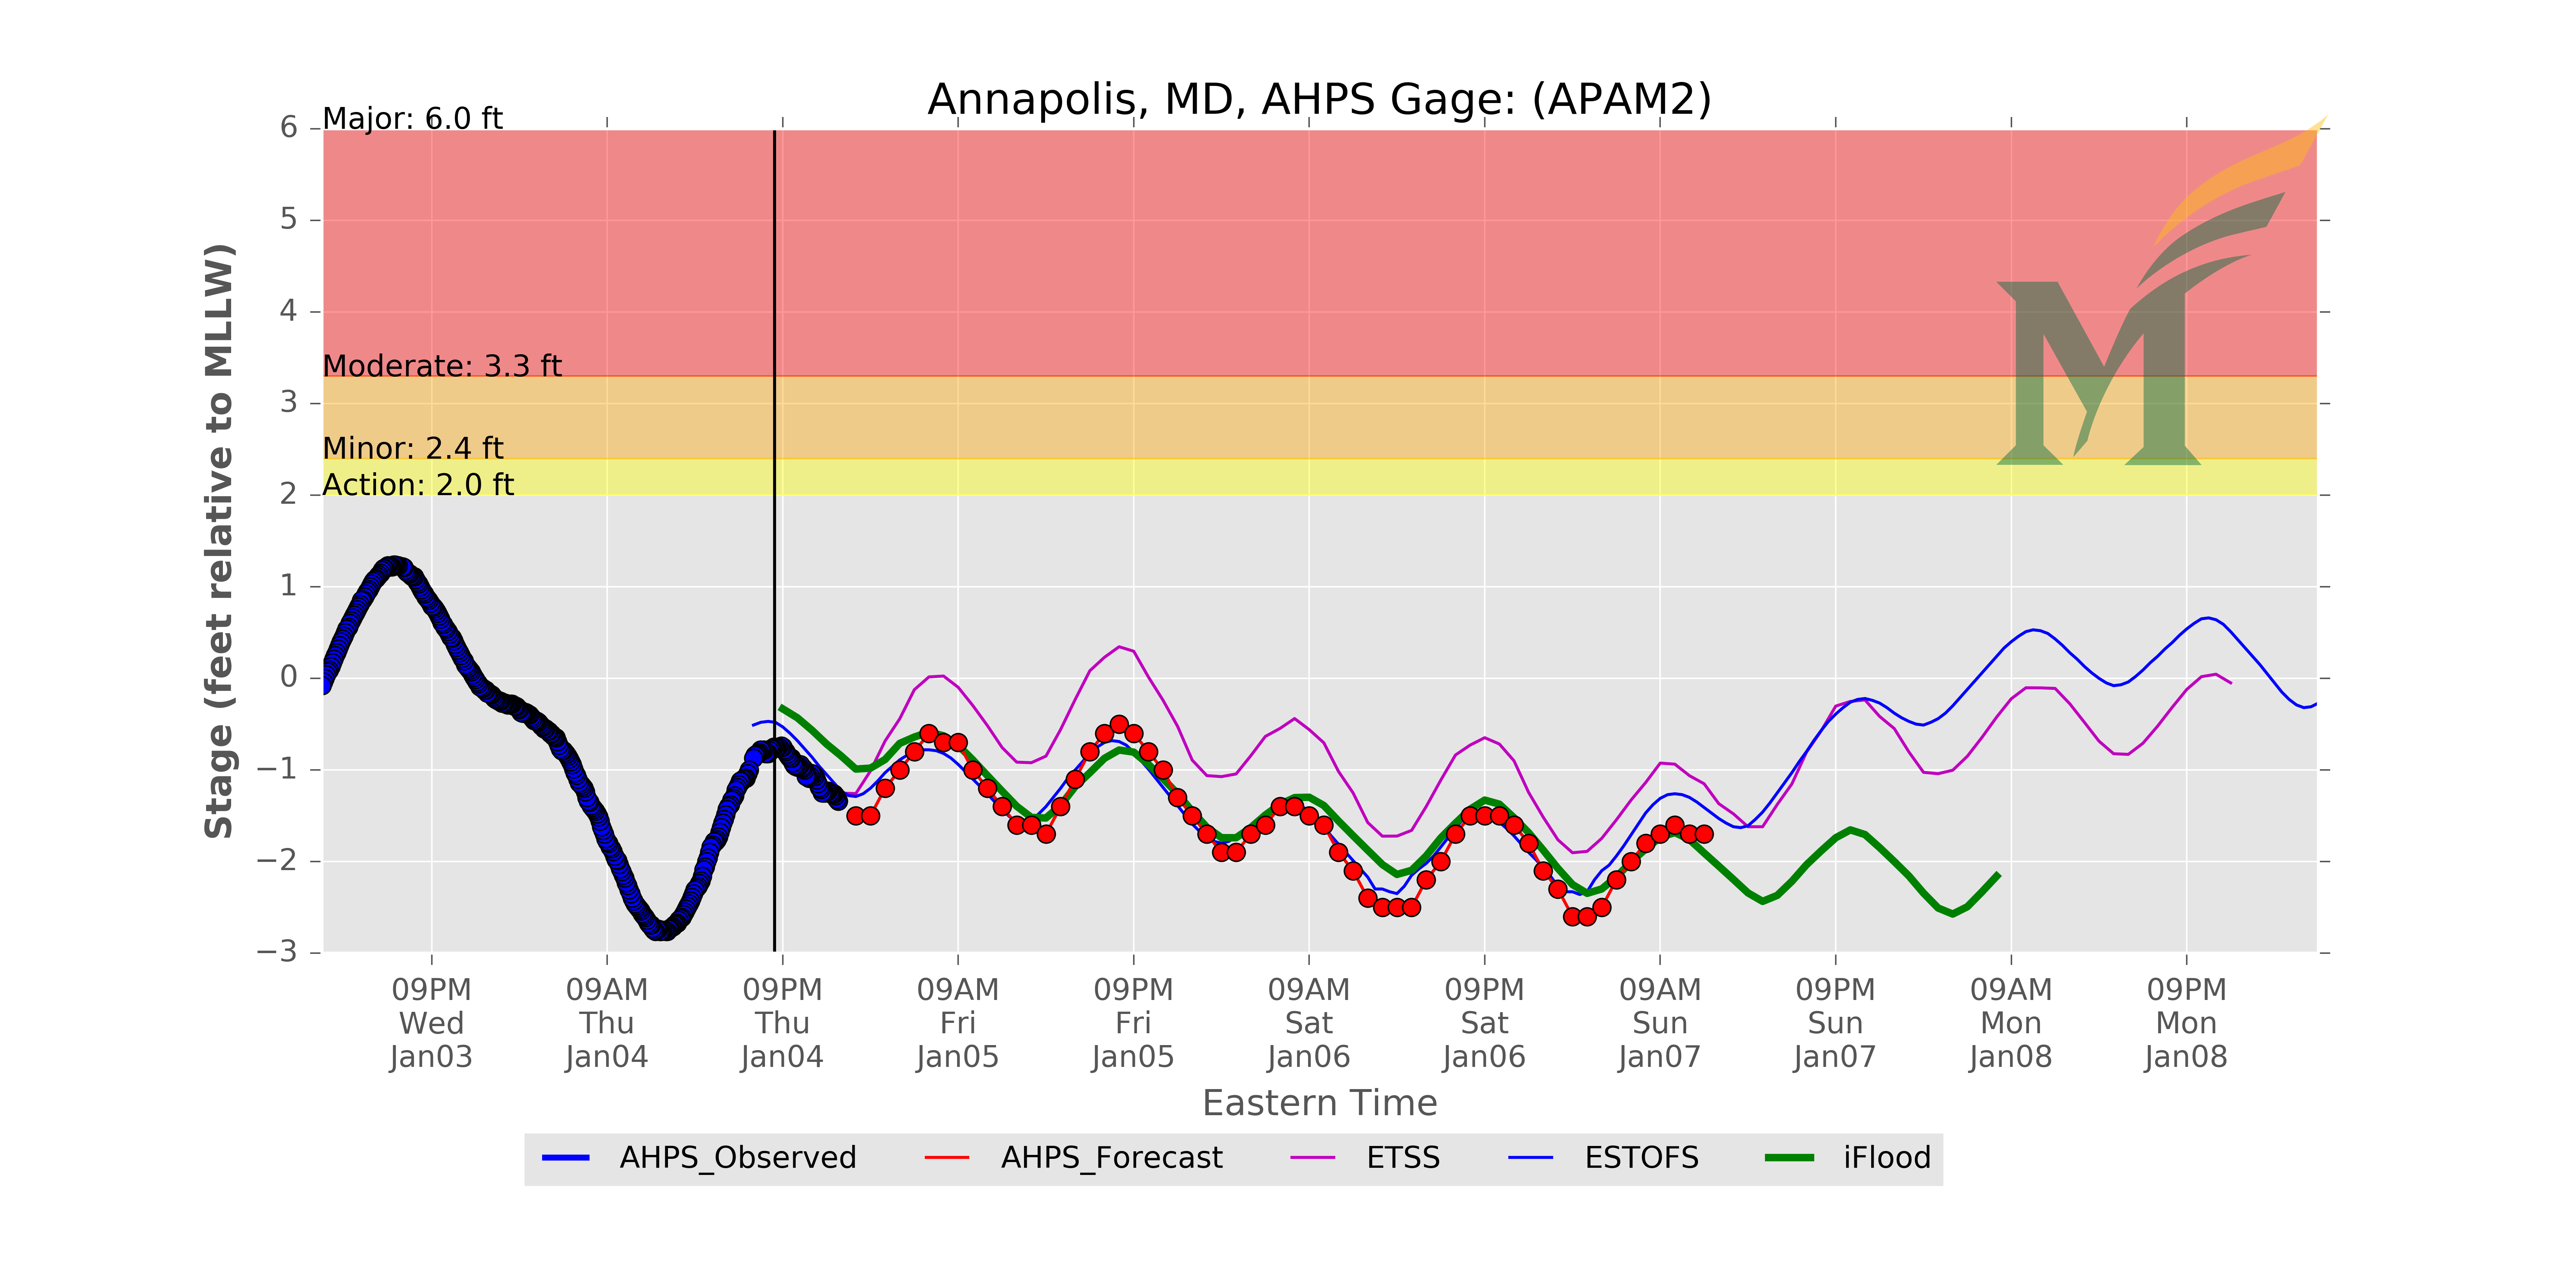 Annapolis, MD, AHPS Gage: (APAM2)
Major: 6.0 ft
Moderate: 3.3 ft
Minor: 2.4 ft
Action: 2.0 ft
6
5
4
3
2
1
0
−1
−2
−3
Stage (feet relative to MLLW)
09PM 09AM 09PM 09AM 09PM 09AM 09PM 09AM 09PM 09AM 09PM
Wed Thu Thu Fri Fri Sat Sat Sun Sun Mon Mon
Jan03 Jan04 Jan04 Jan05 Jan05 Jan06 Jan06 Jan07 Jan07 Jan08 Jan08
Eastern Time
AHPS_Observed AHPS_Forecast ETSS ESTOFS iFlood
M